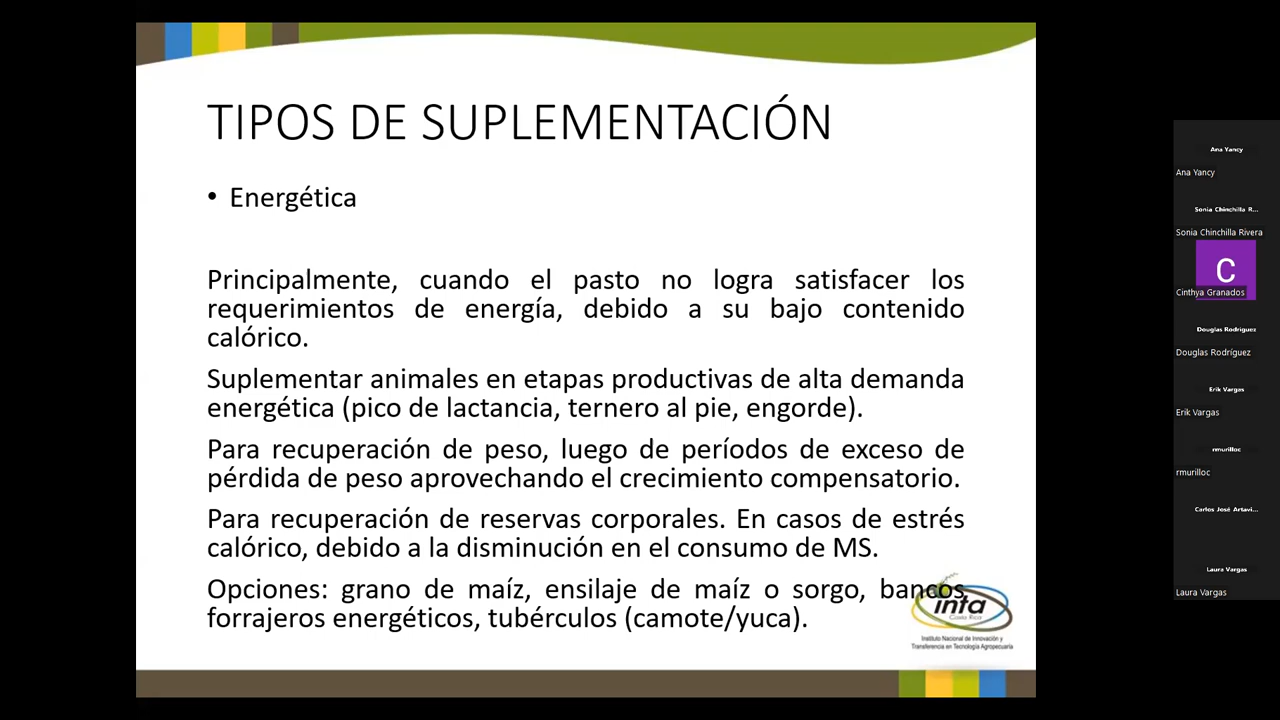 TIPOS DE SUPLEMENTACIÓN
• Energética
Principalmente, cuando el pasto no logra satisfacer los
requerimientos de energía, debido a su bajo contenido
calórico.
Suplementar animales en etapas productivas de alta demanda
energética (pico de lactancia, ternero al pie, engorde).
Para recuperación de peso, luego de períodos de exceso de
pérdida de peso aprovechando el crecimiento compensatorio.
Para recuperación de reservas corporales. En casos de estrés
calórico, debido a la disminución en el consumo de MS.
Opciones: grano de maíz, ensilaje de maíz o sorgo, bancos
forrajeros energéticos, tubérculos (camote/yuca).
inta
Costa Rica
Instituto Nacional de Innovación y
Transferencia en Tecnología Agropecuaria
Ana Yancy
Ana Yancy
Sonia Chinchilla R...
Sonia Chinchilla Rivera
C
Cinthya Granados
Douglas Rodríguez
Douglas Rodríguez
Erik Vargas
Erik Vargas
rmurilloc
rmurilloc
Carlos José Artavi...
Laura Vargas
Laura Vargas